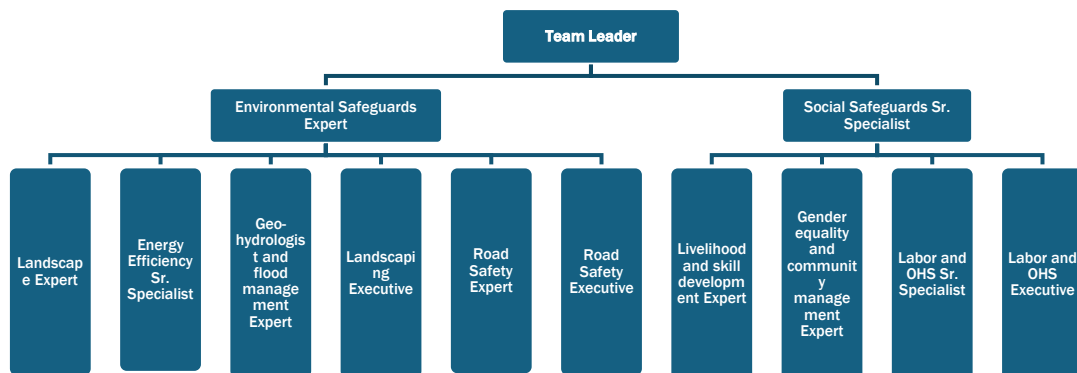 Team Leader
Environmental Safeguards
Expert
Social Safeguards Sr.
Specialist
Landscap
e Expert
Energy
Efficiency
Sr.
Specialist
Geo-
hydrologis
t and
flood
manage
ment
Expert
Landscapi
ng
Executive
Road
Safety
Expert
Road
Safety
Executive
Livelihood
and skill
developm
ent Expert
Gender
equality
and
communit
y
manage
ment
Expert
Labor and
OHS Sr.
Specialist
Labor and
OHS
Executive